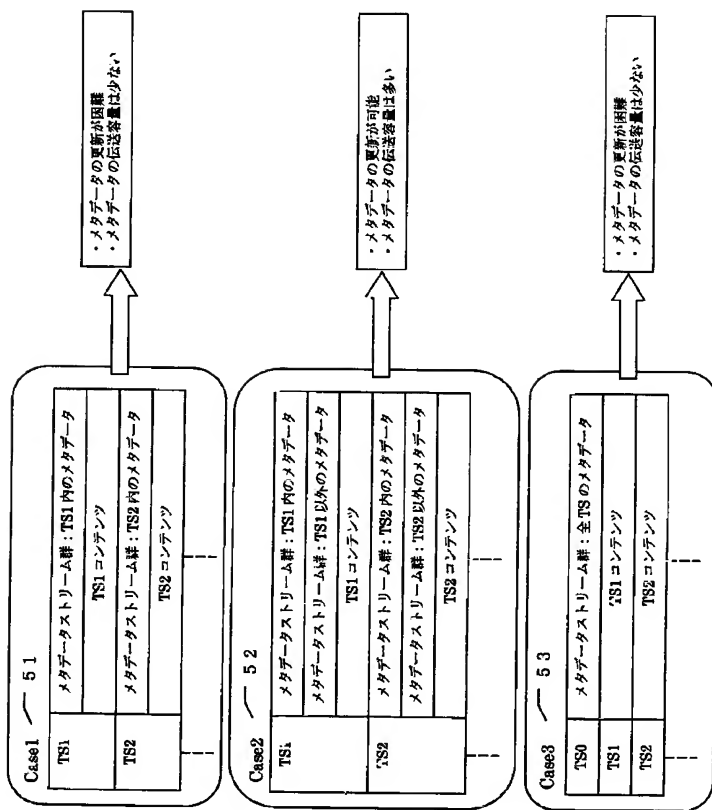 Case1 51
TS1 メタデータストリーム群：TS1内のメタデータ
TS1コンテンツ
TS2 メタデータストリーム群：TS2内のメタデータ
TS2コンテンツ
・メタデータの更新が困難
・メタデータの伝送容量は少ない
Case2 52
TS1 メタデータストリーム群：TS1内のメタデータ
メタデータストリーム群：TS1以外のメタデータ
TS1コンテンツ
TS2 メタデータストリーム群：TS2内のメタデータ
メタデータストリーム群：TS2以外のメタデータ
TS2コンテンツ
・メタデータの更新が可能
・メタデータの伝送容量は多い
Case3 53
TS0 メタデータストリーム群：全TSのメタデータ
TS1 TS1コンテンツ
TS2 TS2コンテンツ
・メタデータの更新が困難
・メタデータの伝送容量は少ない